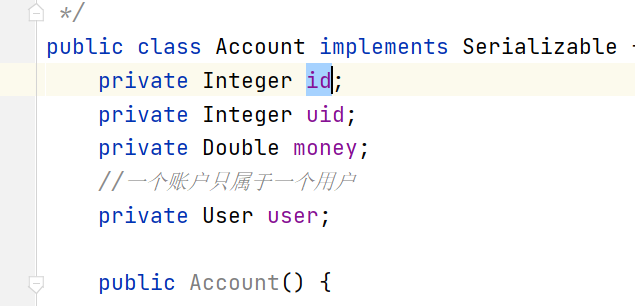 */
public class Account implements Serializable {
private Integer id;
private Integer uid;
private Double money;
//一个账户只属于一个用户
private User user;
public Account() {